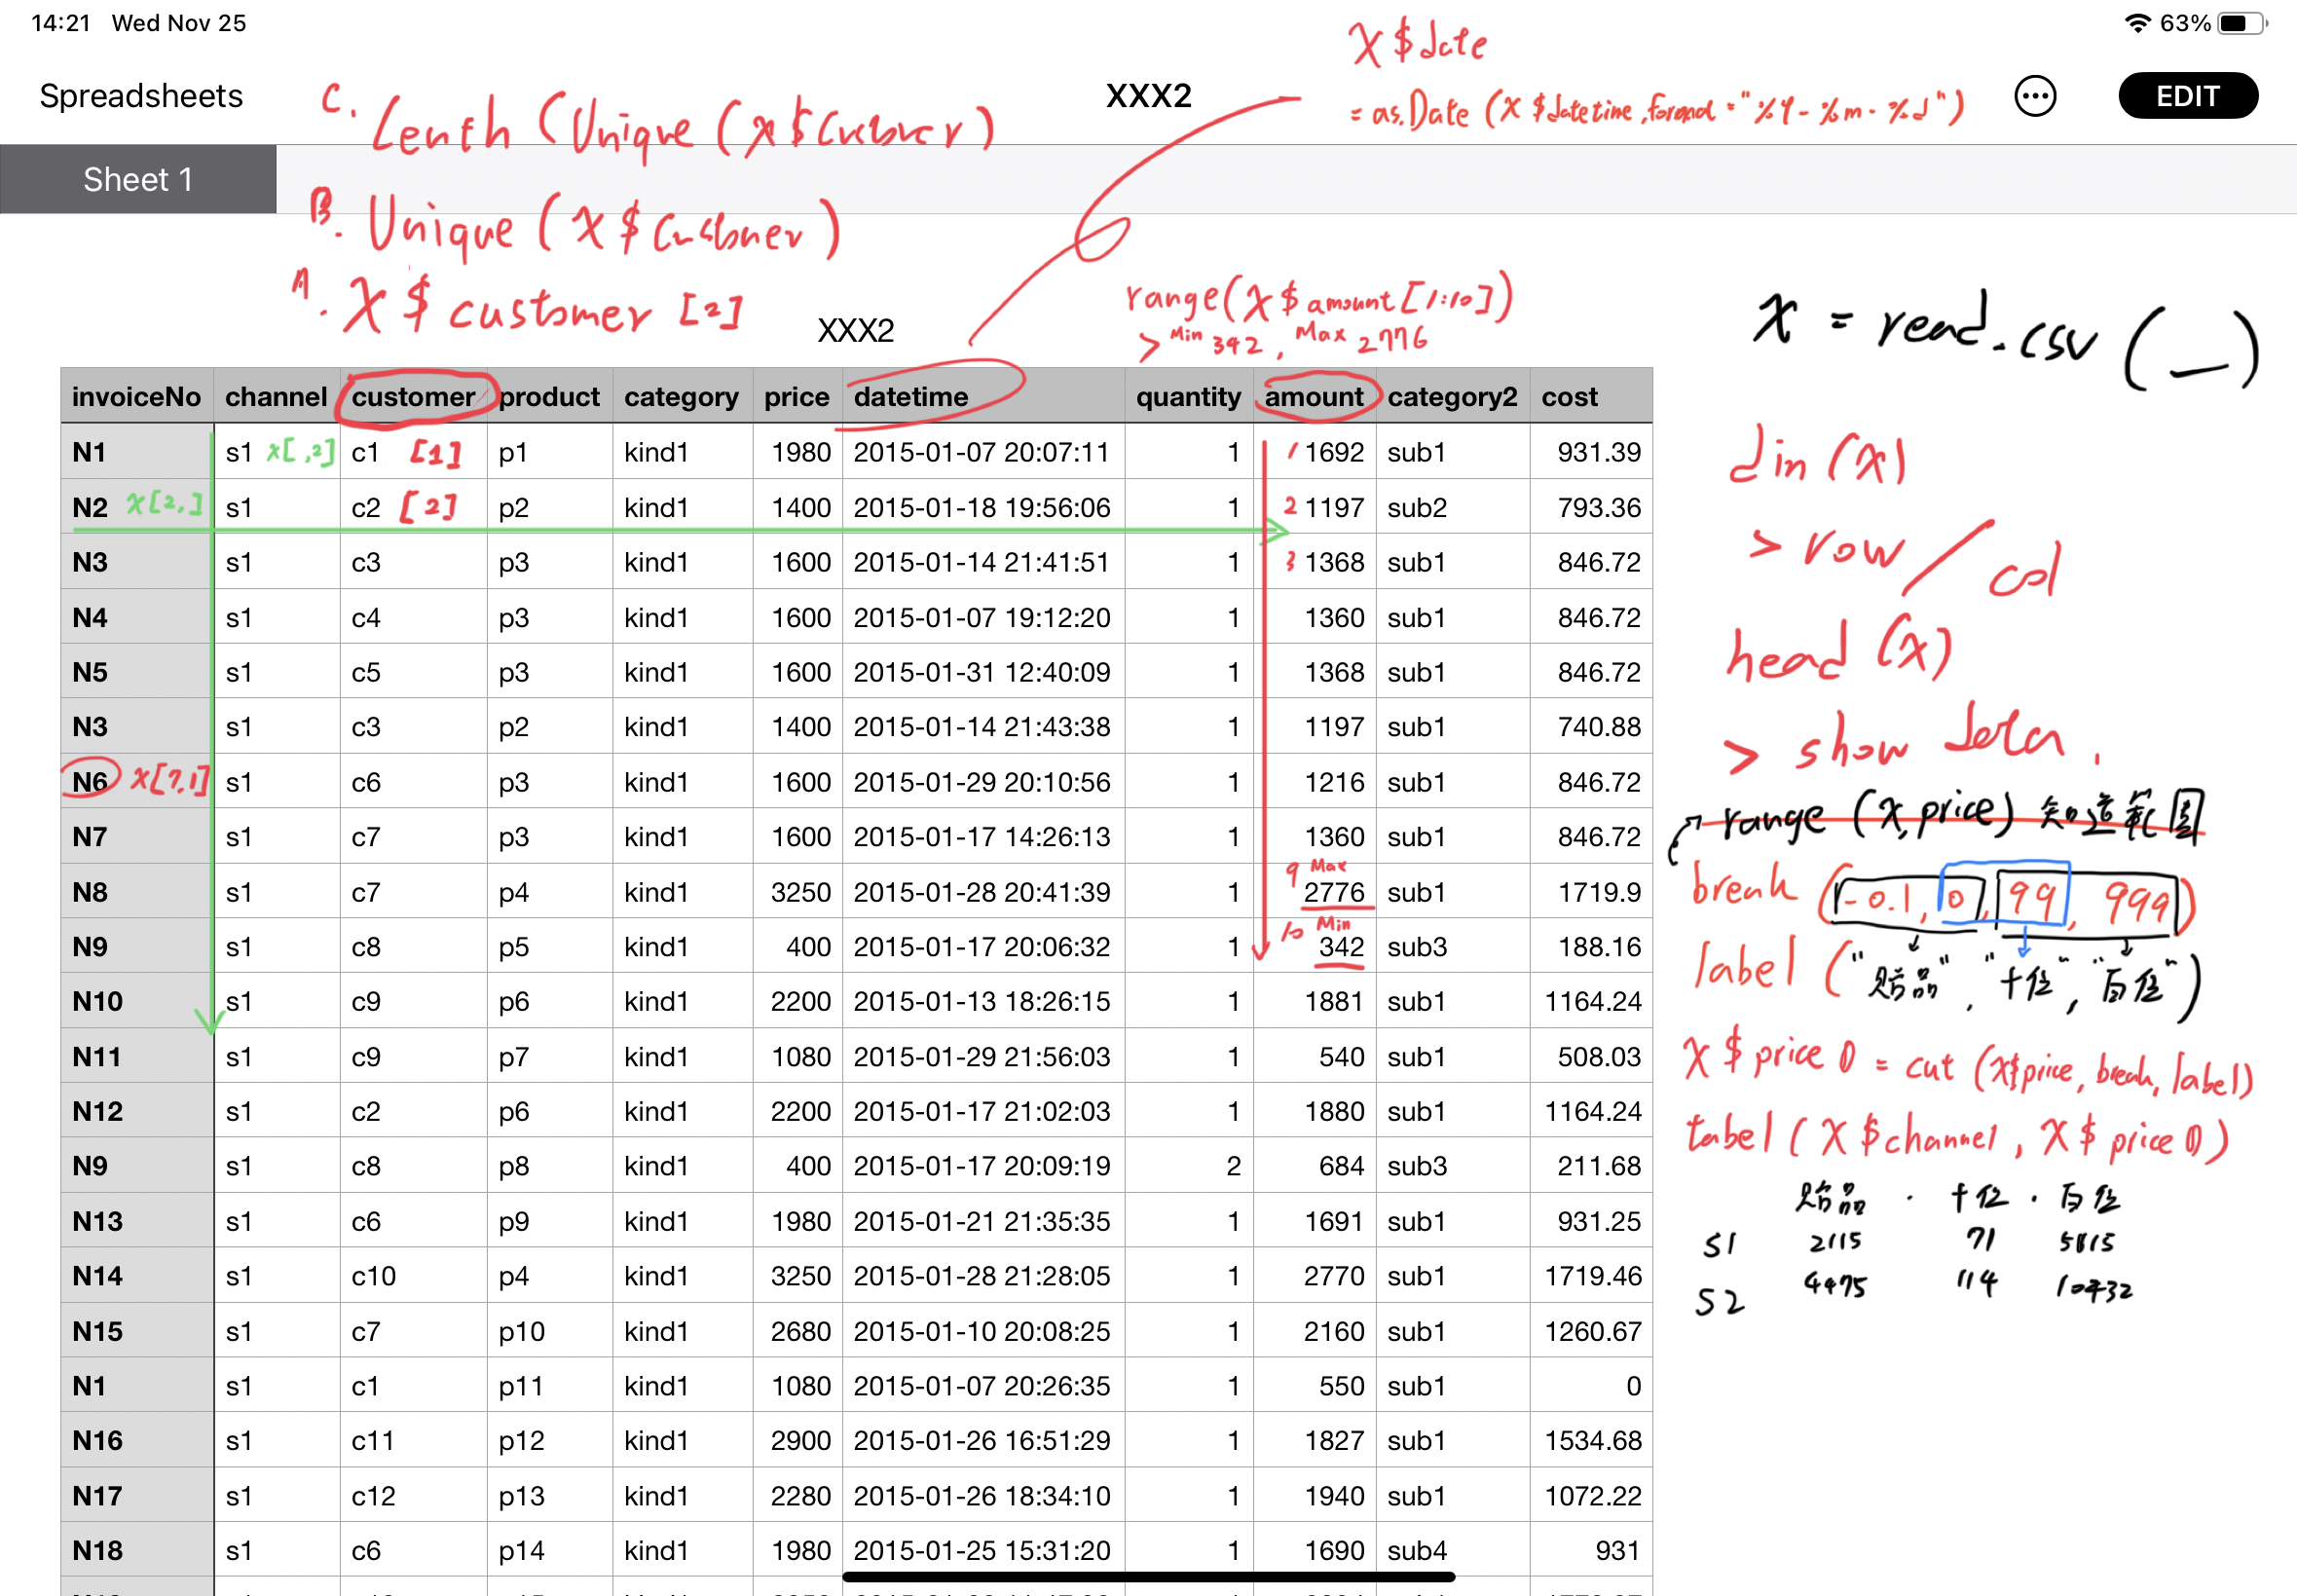 14:21 Wed Nov 25
63%
Spreadsheets
XXX2
EDIT
Sheet 1
X $ date
= as.Date (X $ datetime, format = "%Y - %m - %d")
C. Lenth (Unique (X $ customer)
B. Unique (X $ customer)
A. X $ customer [2]
range(X $ amount [1:10])
> Min 342, Max 2776
XXX2
X = read.csv (_)
invoiceNo channel customer product category price datetime quantity amount category2 cost
N1 s1 X[,2] c1 [1] p1 kind1 1980 2015-01-07 20:07:11 1 1 1692 sub1 931.39
N2 X[2,] s1 c2 [2] p2 kind1 1400 2015-01-18 19:56:06 1 2 1197 sub2 793.36
N3 s1 c3 p3 kind1 1600 2015-01-14 21:41:51 1 3 1368 sub1 846.72
N4 s1 c4 p3 kind1 1600 2015-01-07 19:12:20 1 1360 sub1 846.72
N5 s1 c5 p3 kind1 1600 2015-01-31 12:40:09 1 1368 sub1 846.72
N3 s1 c3 p2 kind1 1400 2015-01-14 21:43:38 1 1197 sub1 740.88
N6 X[7,1] s1 c6 p3 kind1 1600 2015-01-29 20:10:56 1 1216 sub1 846.72
N7 s1 c7 p3 kind1 1600 2015-01-17 14:26:13 1 1360 sub1 846.72
N8 s1 c7 p4 kind1 3250 2015-01-28 20:41:39 1 9 Max 2776 sub1 1719.9
N9 s1 c8 p5 kind1 400 2015-01-17 20:06:32 1 10 Min 342 sub3 188.16
N10 s1 c9 p6 kind1 2200 2015-01-13 18:26:15 1 1881 sub1 1164.24
N11 s1 c9 p7 kind1 1080 2015-01-29 21:56:03 1 540 sub1 508.03
N12 s1 c2 p6 kind1 2200 2015-01-17 21:02:03 1 1880 sub1 1164.24
N9 s1 c8 p8 kind1 400 2015-01-17 20:09:19 2 684 sub3 211.68
N13 s1 c6 p9 kind1 1980 2015-01-21 21:35:35 1 1691 sub1 931.25
N14 s1 c10 p4 kind1 3250 2015-01-28 21:28:05 1 2770 sub1 1719.46
N15 s1 c7 p10 kind1 2680 2015-01-10 20:08:25 1 2160 sub1 1260.67
N1 s1 c1 p11 kind1 1080 2015-01-07 20:26:35 1 550 sub1 0
N16 s1 c11 p12 kind1 2900 2015-01-26 16:51:29 1 1827 sub1 1534.68
N17 s1 c12 p13 kind1 2280 2015-01-26 18:34:10 1 1940 sub1 1072.22
N18 s1 c6 p14 kind1 1980 2015-01-25 15:31:20 1 1690 sub4 931
dim (X)
> row / col
head (X)
> show data.
range (X, price) 知道範圍
break (-0.1, 0, 99, 999)
label ("贈品", "十位", "百位")
X $ price 0 = cut (X$price, break, label)
tabel ( X $ channel, X $ price 0 )
贈品 . 十位 . 百位
S1 2115 71 5815
S2 4475 114